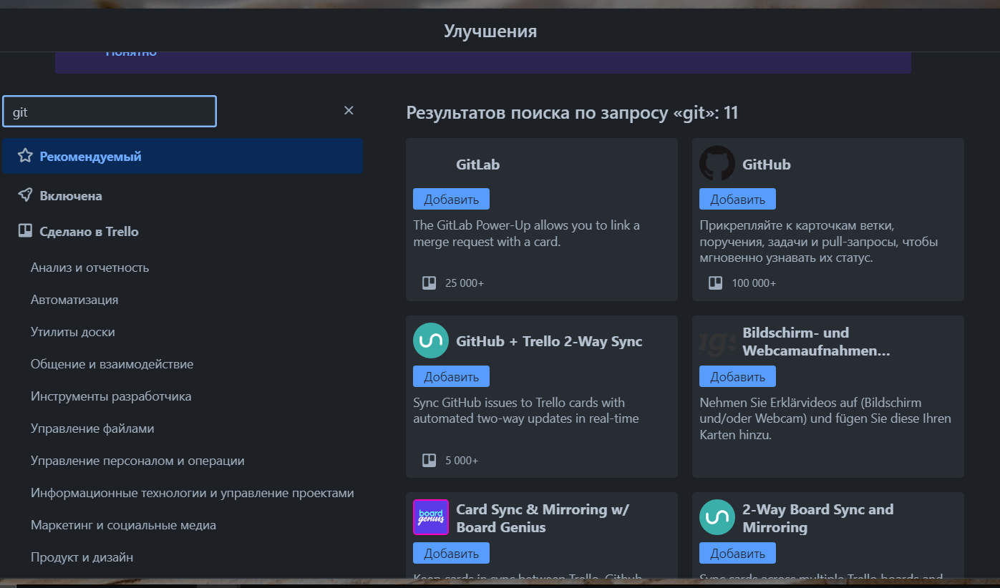 Улучшения
Понятно
git
Рекомендуемый
Включена
Сделано в Trello
Анализ и отчетность
Автоматизация
Утилиты доски
Общение и взаимодействие
Инструменты разработчика
Управление файлами
Управление персоналом и операции
Информационные технологии и управление проектами
Маркетинг и социальные медиа
Продукт и дизайн
Результатов поиска по запросу «git»: 11
GitLab
Добавить
The GitLab Power-Up allows you to link a
merge request with a card.
25 000+
GitHub
Добавить
Прикрепляйте к карточкам ветки,
поручения, задачи и pull-запросы, чтобы
мгновенно узнавать их статус.
100 000+
GitHub + Trello 2-Way Sync
Добавить
Sync GitHub issues to Trello cards with
automated two-way updates in real-time
5 000+
Bildschirm- und
Webcamaufnahmen...
Добавить
Nehmen Sie Erklärvideos auf (Bildschirm
und/oder Webcam) und fügen Sie diese Ihren
Karten hinzu.
board
genius
Card Sync & Mirroring w/
Board Genius
Добавить
Keep cards in sync between Trello, Github,
2-Way Board Sync and
Mirroring
Добавить
Sync cards across multiple Trello boards and